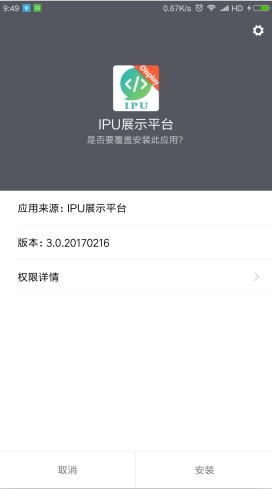 9:49
0.67K/s
HD
Display
IPU
IPU展示平台
是否要覆盖安装此应用?
应用来源: IPU展示平台
版本: 3.0.20170216
权限详情
取消
安装